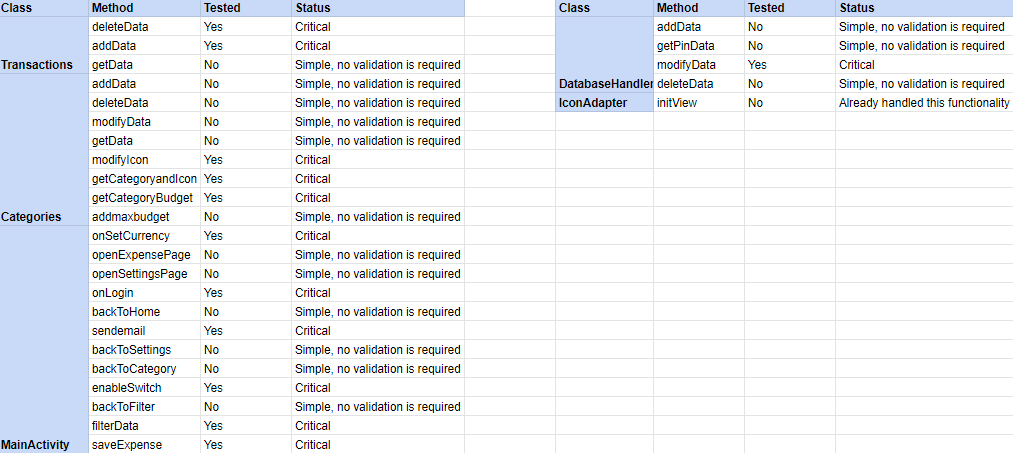 Class Method Tested Status
deleteData Yes Critical
addData Yes Critical
Transactions getData No Simple, no validation is required
addData No Simple, no validation is required
deleteData No Simple, no validation is required
modifyData No Simple, no validation is required
getData No Simple, no validation is required
modifyIcon Yes Critical
getCategoryandIcon Yes Critical
getCategoryBudget Yes Critical
Categories addmaxbudget No Simple, no validation is required
onSetCurrency Yes Critical
openExpensePage No Simple, no validation is required
openSettingsPage No Simple, no validation is required
onLogin Yes Critical
backToHome No Simple, no validation is required
sendemail Yes Critical
backToSettings No Simple, no validation is required
backToCategory No Simple, no validation is required
enableSwitch Yes Critical
backToFilter No Simple, no validation is required
filterData Yes Critical
MainActivity saveExpense Yes Critical
Class Method Tested Status
addData No Simple, no validation is required
getPinData No Simple, no validation is required
modifyData Yes Critical
DatabaseHandler deleteData No Simple, no validation is required
IconAdapter initView No Already handled this functionality